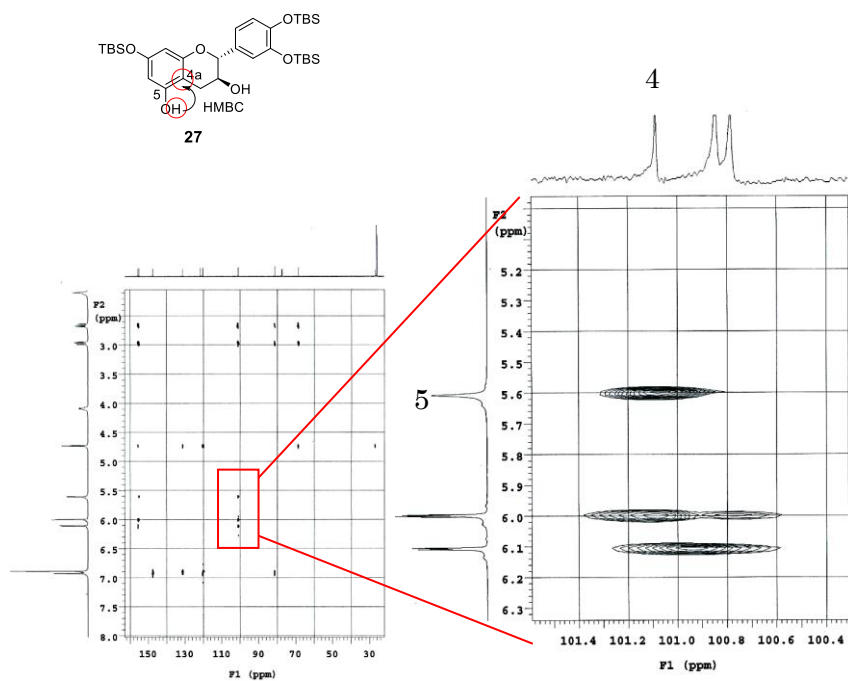 OTBS
TBSO
O
OTBS
4a
5
OH
OH
HMBC
27
4
F2
(ppm)
3.0
3.5
4.0
4.5
5.0
5.5
6.0
6.5
7.0
7.5
8.0
150
130
110
90
70
50
30
F1 (ppm)
5
F2
(ppm)
5.2
5.3
5.4
5.5
5.6
5.7
5.8
5.9
6.0
6.1
6.2
6.3
101.4
101.2
101.0
100.8
100.6
100.4
F1 (ppm)